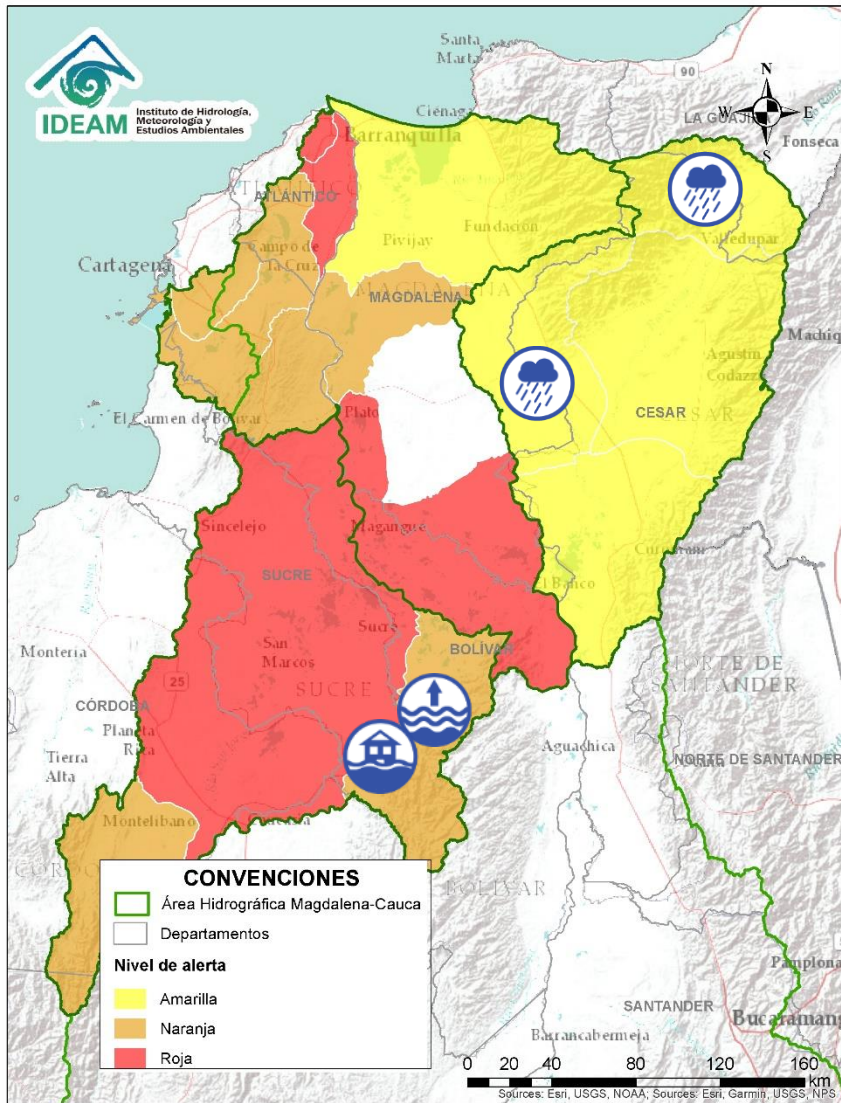 IDEAM
Instituto de Hidrología,
Meteorología y
Estudios Ambientales
Santa
Marta
90
N
E
S
LA GUAJI
Fonseca
Ciénaga
Barranquilla
ATLÁNTICO
Fundación
Valledupar
Pivijay
Campo de
la Cruz
Cartagena
MAGDALENA
Agustín
Codazzi
El Carmen de Bolívar
Plato
CESAR
Sincelejo
Magangué
SUCRE
El Banco
Montería
San
Marcos
Sucre
BOLÍVAR
SUCRE
NORTE DE
SANTANDER
25
CÓRDOBA
Planeta
Rica
Tierra
Alta
Aguachica
NORTE DE SANTANDER
Montelíbano
BOLÍVAR
CONVENCIONES
Área Hidrográfica Magdalena-Cauca
Departamentos
Nivel de alerta
Amarilla
Naranja
Roja
Pamplona
SANTANDER
Bucaramang
Barrancabermeja
0 20 40 80 120 160
km
Sources: Esri, USGS, NOAA; Sources: Esri, Garmin, USGS, NPS